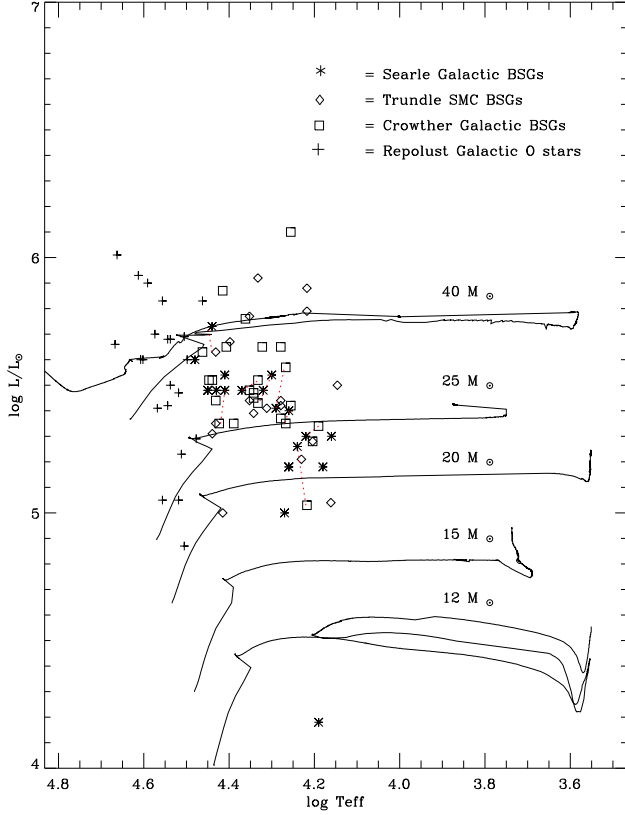 7
* = Searle Galactic BSGs
◇ = Trundle SMC BSGs
□ = Crowther Galactic BSGs
+ = Repolust Galactic O stars
6
40 M⊙
25 M⊙
20 M⊙
5
15 M⊙
12 M⊙
4
log L/L⊙
4.8 4.6 4.4 4.2 4.0 3.8 3.6
log Teff